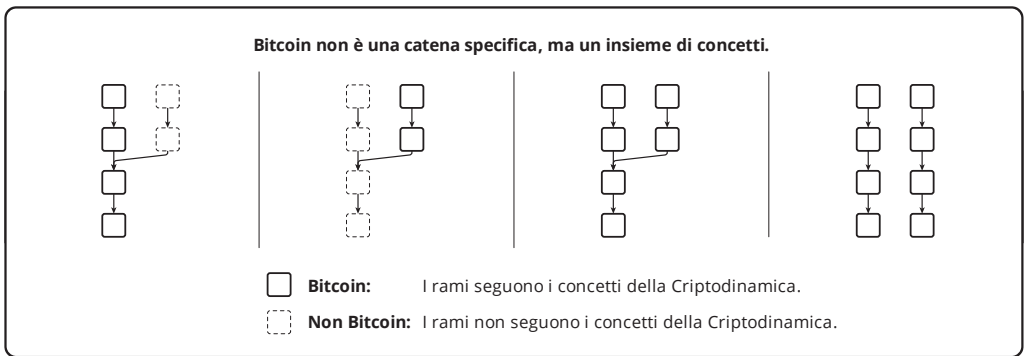 Bitcoin non è una catena specifica, ma un insieme di concetti.
Bitcoin: I rami seguono i concetti della Criptodinamica.
Non Bitcoin: I rami non seguono i concetti della Criptodinamica.